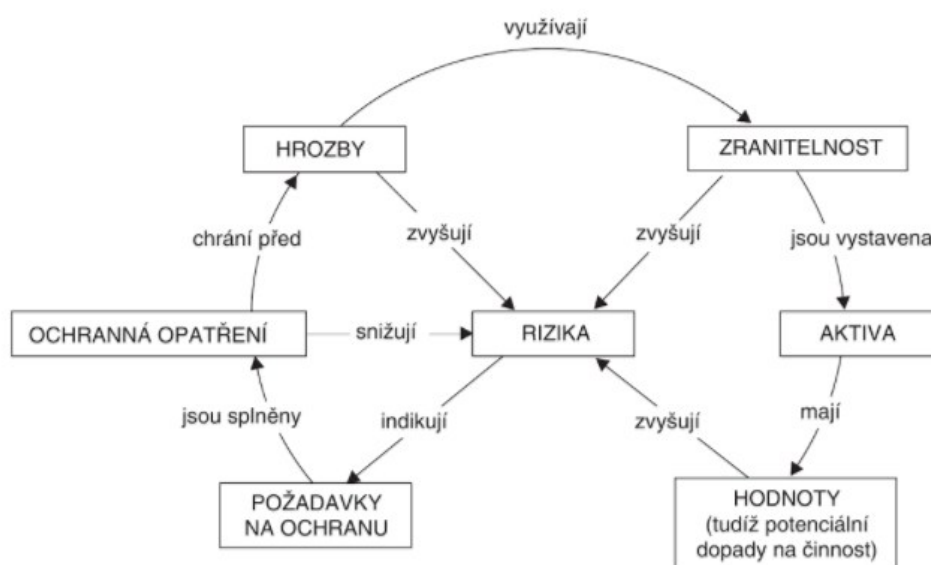 využívají
HROZBY
ZRANITELNOST
chrání před
zvyšují
zvyšují
jsou vystavena
OCHRANNÁ OPATŘENÍ
snižují
RIZIKA
AKTIVA
jsou splněny
indikují
zvyšují
mají
POŽADAVKY
NA OCHRANU
HODNOTY
(tudíž potenciální
dopady na činnost)